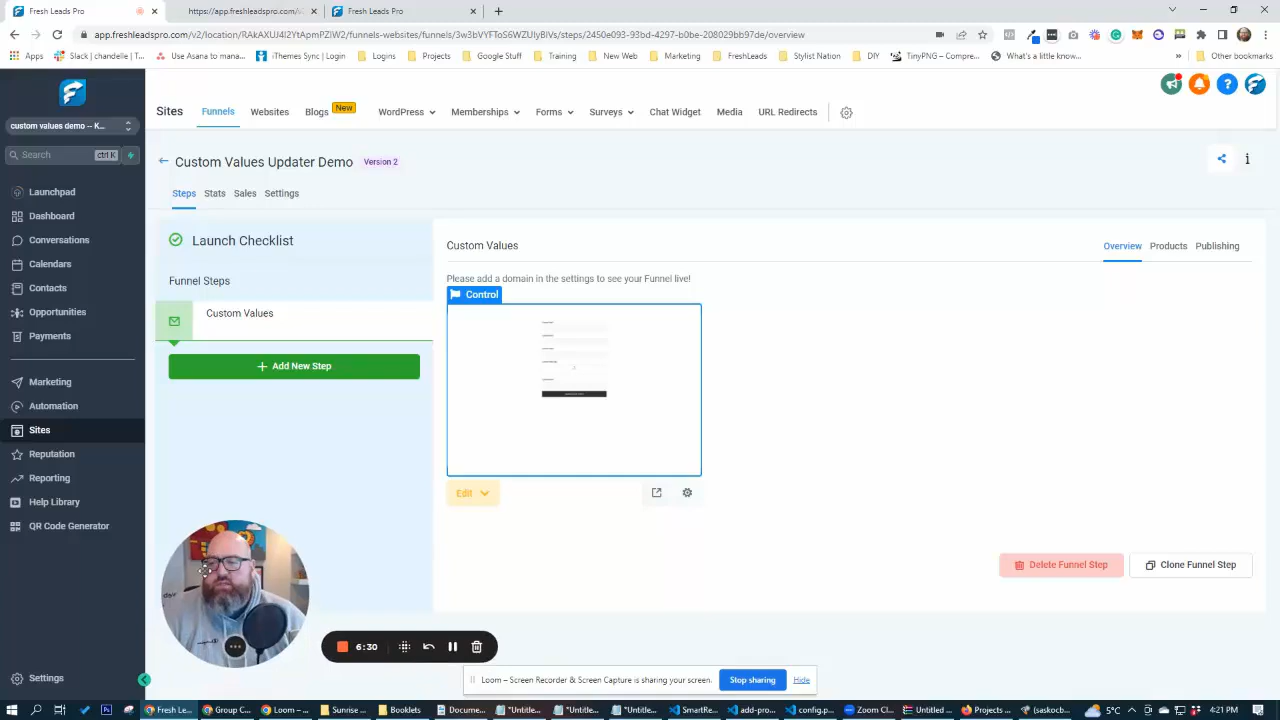 Fresh Leads Pro
https://app.freshleadspro.com/v2
Fresh Leads Pro
app.freshleadspro.com/v2/location/RAkAXUJ4l2YtApmPZIW2/funnels-websites/funnels/3w3bVYFToS6WZUlyBIVs/steps/2450e093-93bd-4297-b0be-208029bb97de/overview
Apps
Slack | chandelle | T...
Use Asana to manag...
iThemes Sync | Login
Logins
Projects
Google Stuff
Training
New Web
Marketing
FreshLeads
Stylist Nation
DIY
TinyPNG – Compre...
What's a little know...
»
Other bookmarks
custom values demo -- K...
Search
ctrl K
Launchpad
Dashboard
Conversations
Calendars
Contacts
Opportunities
Payments
Marketing
Automation
Sites
Reputation
Reporting
Help Library
QR Code Generator
Settings
Sites
Funnels
Websites
Blogs
New
WordPress
Memberships
Forms
Surveys
Chat Widget
Media
URL Redirects
Custom Values Updater Demo
Version 2
Steps
Stats
Sales
Settings
Launch Checklist
Funnel Steps
Custom Values
+ Add New Step
Custom Values
Overview
Products
Publishing
Please add a domain in the settings to see your Funnel live!
Control
Edit
Delete Funnel Step
Clone Funnel Step
6:30
Loom – Screen Recorder & Screen Capture is sharing your screen.
Stop sharing
Hide
Fresh Le...
Group C...
Loom –...
Sunrise
Booklets
Docume...
*Untitle...
*Untitle...
*Untitle...
SmartRe...
add-pro...
config.p...
Zoom Cl...
Untitled ...
Projects ...
(saskocb...
5°C
4:21 PM